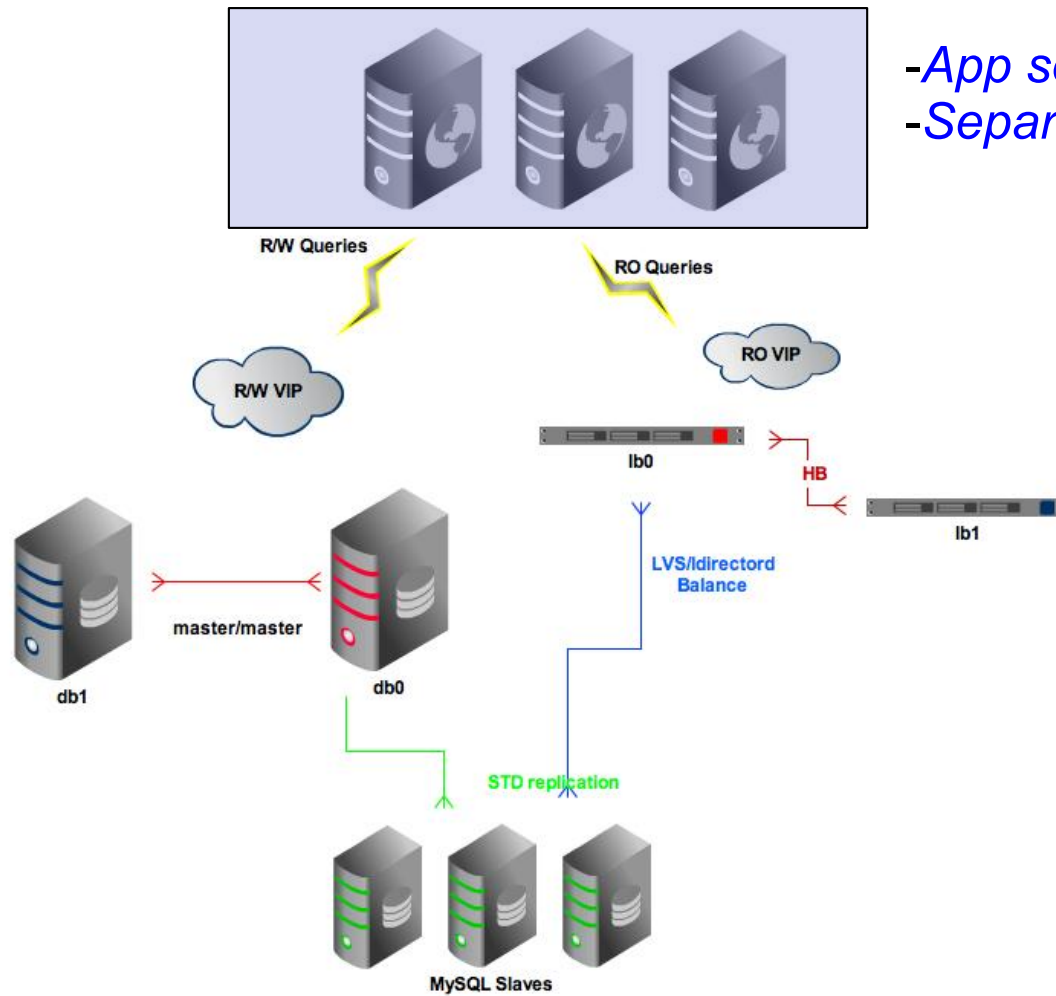 -App
-Separ
R/W Queries
RO Queries
R/W VIP
RO VIP
lb0
HB
lb1
LVS/ldirectord
Balance
master/master
db1
db0
STD replication
MySQL Slaves